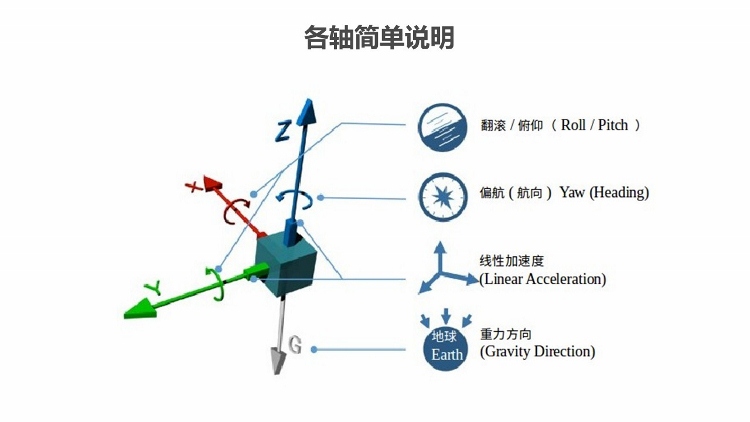 各轴简单说明
Z
翻滚 / 俯仰 （ Roll / Pitch ）
X
偏航 ( 航向 ) Yaw (Heading)
线性加速度
(Linear Acceleration)
Y
G
地球
Earth
重力方向
(Gravity Direction)